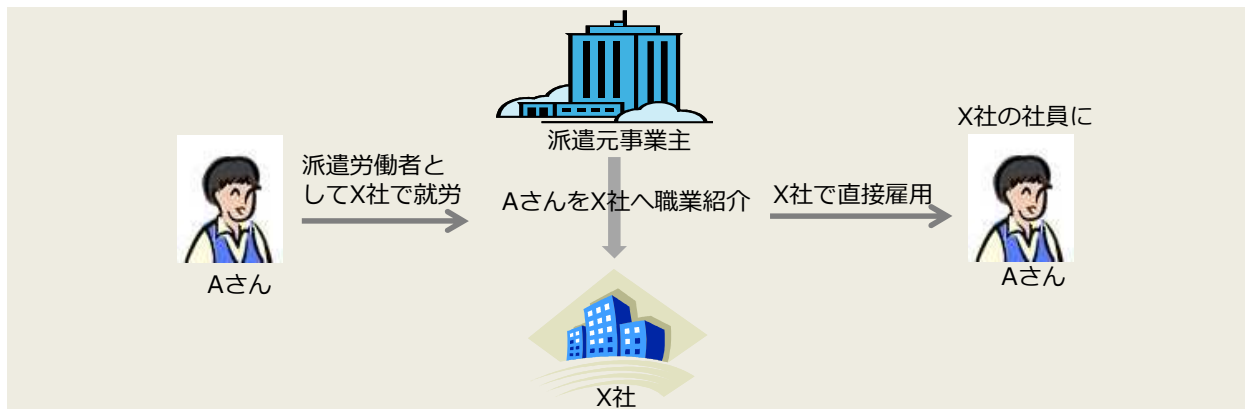 派遣元事業主
X社の社員に
派遣労働者と
してX社で就労
AさんをX社へ職業紹介
X社で直接雇用
Aさん
Aさん
X社